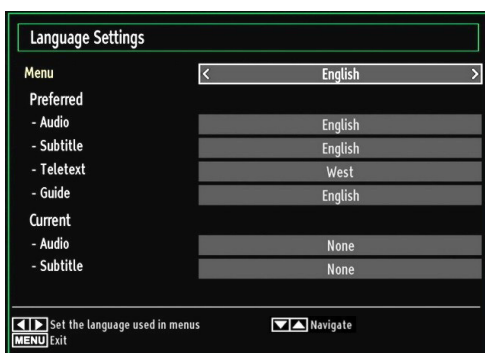 Language Settings
Menu < English >
Preferred
- Audio English
- Subtitle English
- Teletext West
- Guide English
Current
- Audio None
- Subtitle None
Set the language used in menus Navigate
MENU Exit